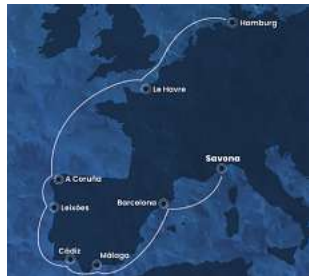 Hamburg
Le Havre
Savona
A Coruña
Barcelona
Leixões
Cádiz
Málaga